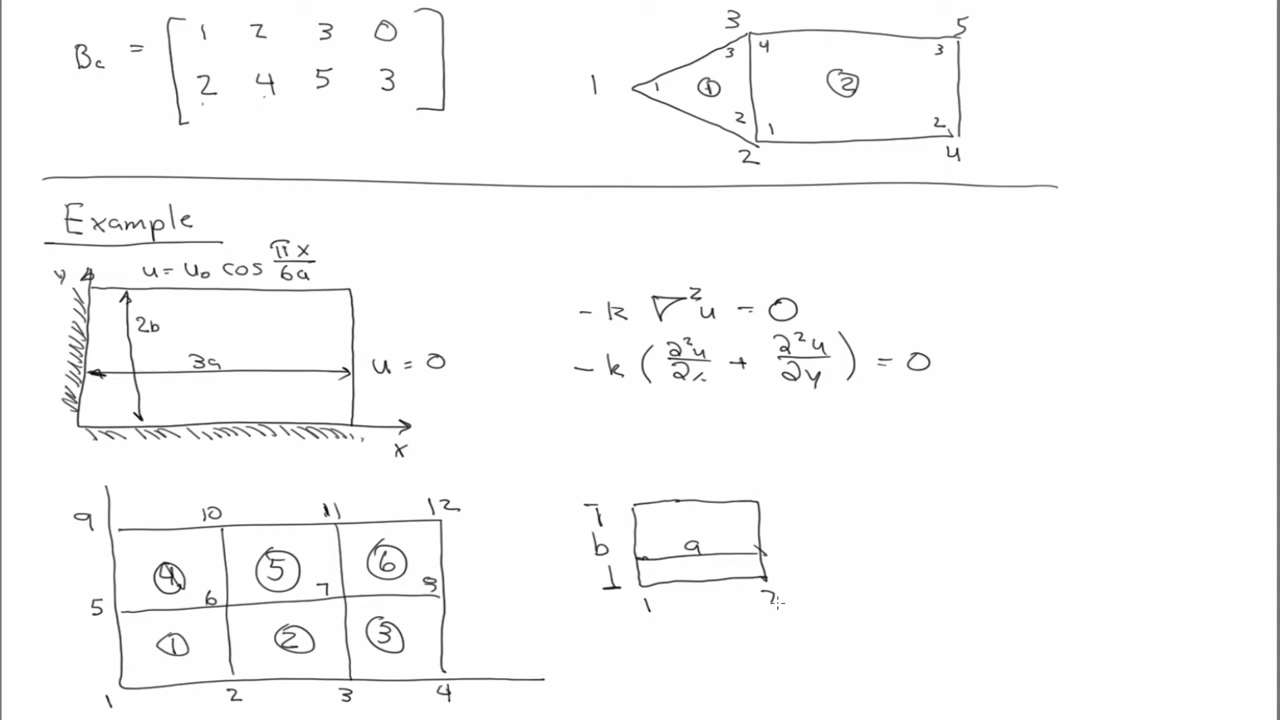 B_c = [ 1 2 3 0
2 4 5 3 ]
3 5
3 4 3
1 1 ① ②
2 1 2
2 4
Example
y u = u₀ cos πx/6a
2b
3a
u = 0
x
- k ∇²u = 0
- k ( ∂²u/∂x + ∂²u/∂y ) = 0
9 10 11 12
④ ⑤ ⑥
5 6 7
① ② ③
1 2 3 4
b a
1 2